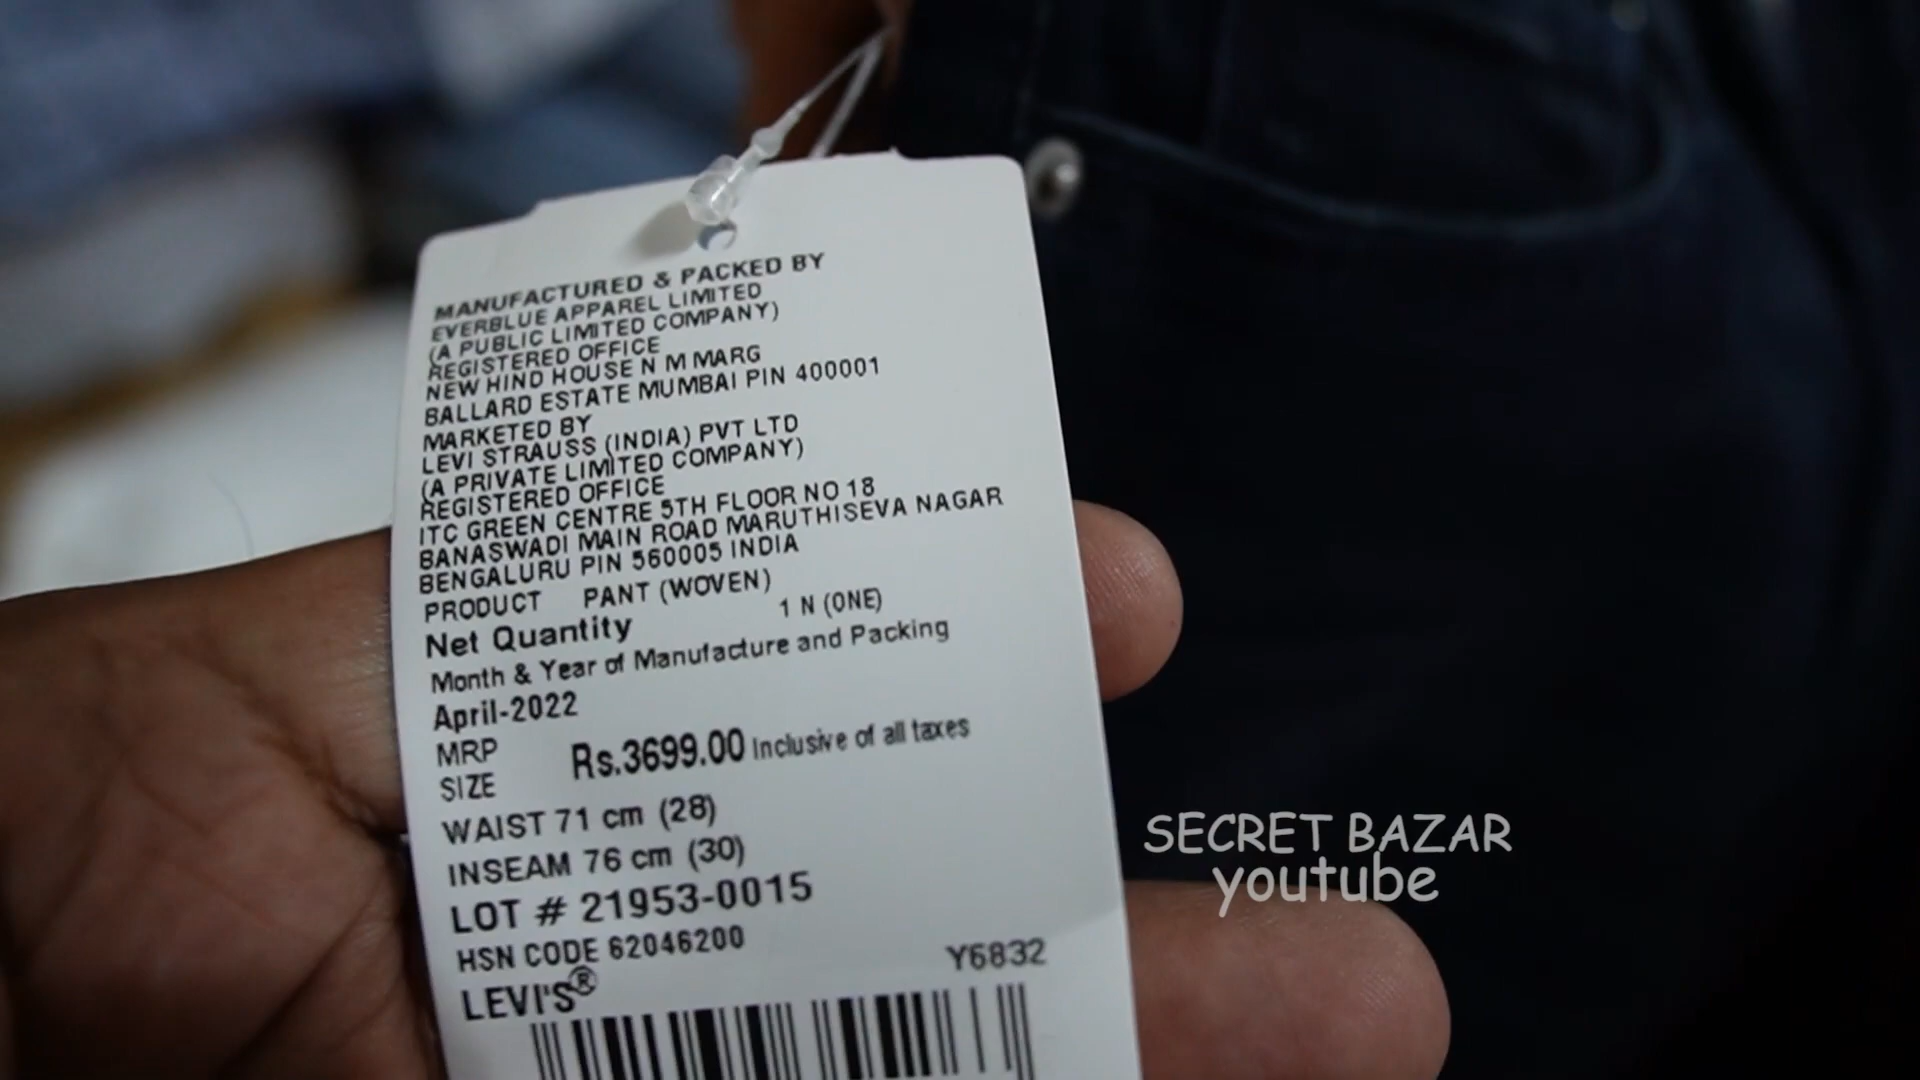 MANUFACTURED & PACKED BY
EVERBLUE APPAREL LIMITED
(A PUBLIC LIMITED COMPANY)
REGISTERED OFFICE
NEW HIND HOUSE N M MARG
BALLARD ESTATE MUMBAI PIN 400001
MARKETED BY
LEVI STRAUSS (INDIA) PVT LTD
(A PRIVATE LIMITED COMPANY)
REGISTERED OFFICE
ITC GREEN CENTRE 5TH FLOOR NO 18
BANASWADI MAIN ROAD MARUTHISEVA NAGAR
BENGALURU PIN 560005 INDIA
PRODUCT PANT (WOVEN)
Net Quantity 1 N (ONE)
Month & Year of Manufacture and Packing
April-2022
MRP Rs.3699.00 Inclusive of all taxes
SIZE
WAIST 71 cm (28)
INSEAM 76 cm (30)
LOT # 21953-0015
HSN CODE 62046200 Y6832
LEVI'S®
SECRET BAZAR
youtube